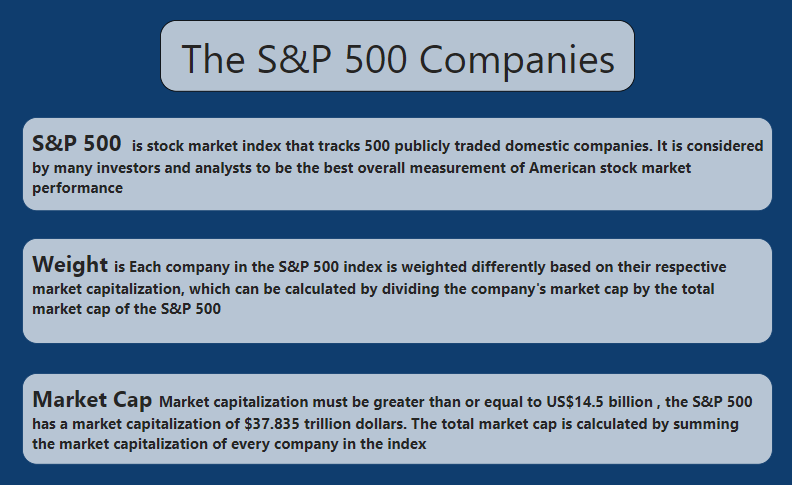 The S&P 500 Companies
S&P 500 is stock market index that tracks 500 publicly traded domestic companies. It is considered
by many investors and analysts to be the best overall measurement of American stock market
performance
Weight is Each company in the S&P 500 index is weighted differently based on their respective
market capitalization, which can be calculated by dividing the company's market cap by the total
market cap of the S&P 500
Market Cap Market capitalization must be greater than or equal to US$14.5 billion , the S&P 500
has a market capitalization of $37.835 trillion dollars. The total market cap is calculated by summing
the market capitalization of every company in the index